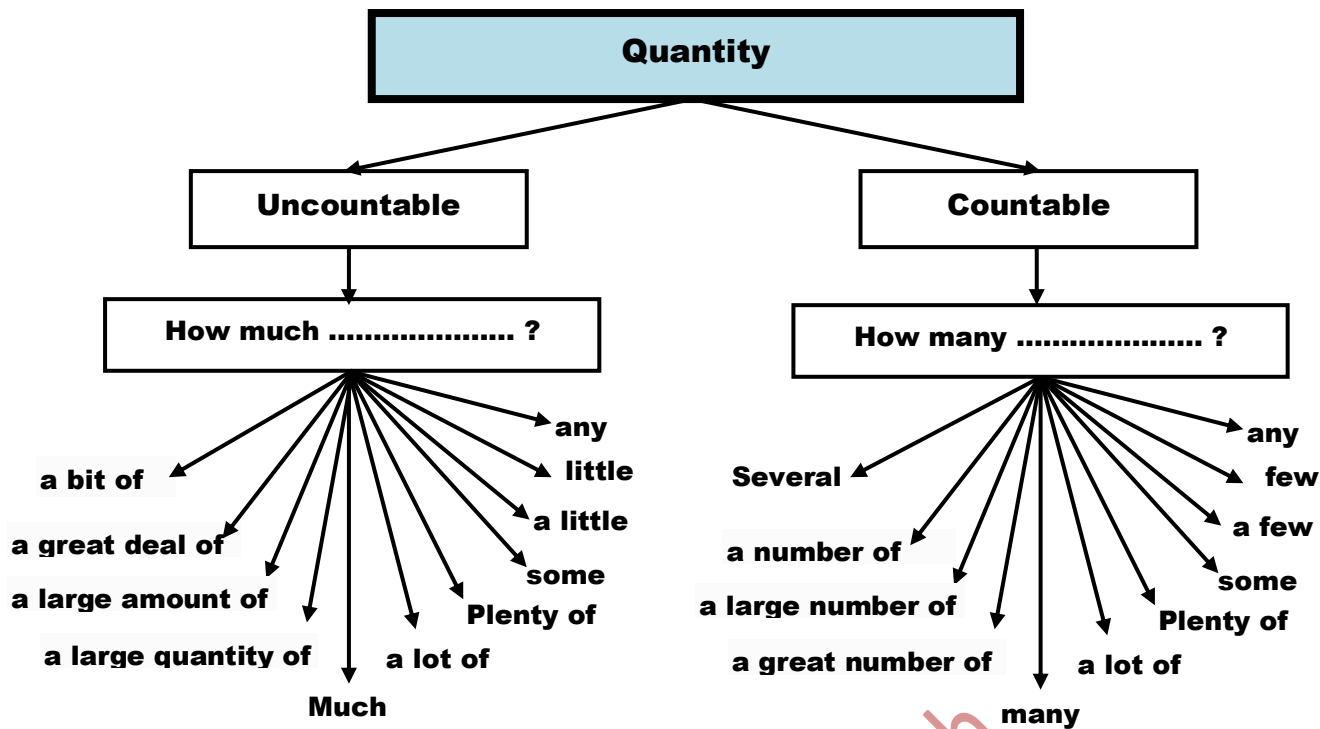 Quantity
Uncountable
Countable
How much ..................... ?
How many ..................... ?
any
little
a little
some
Plenty of
a lot of
Much
a large quantity of
a large amount of
a great deal of
a bit of
any
few
a few
some
Plenty of
a lot of
many
a great number of
a large number of
a number of
Several